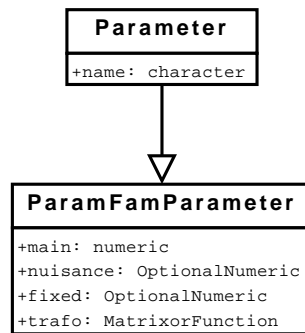 Parameter
+name: character
ParamFamParameter
+main: numeric
+nuisance: OptionalNumeric
+fixed: OptionalNumeric
+trafo: MatrixorFunction